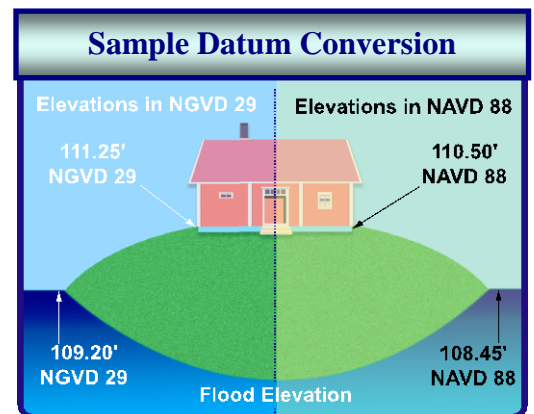 Sample Datum Conversion
Elevations in NGVD 29
Elevations in NAVD 88
111.25'
NGVD 29
110.50'
NAVD 88
109.20'
NGVD 29
108.45'
NAVD 88
Flood Elevation